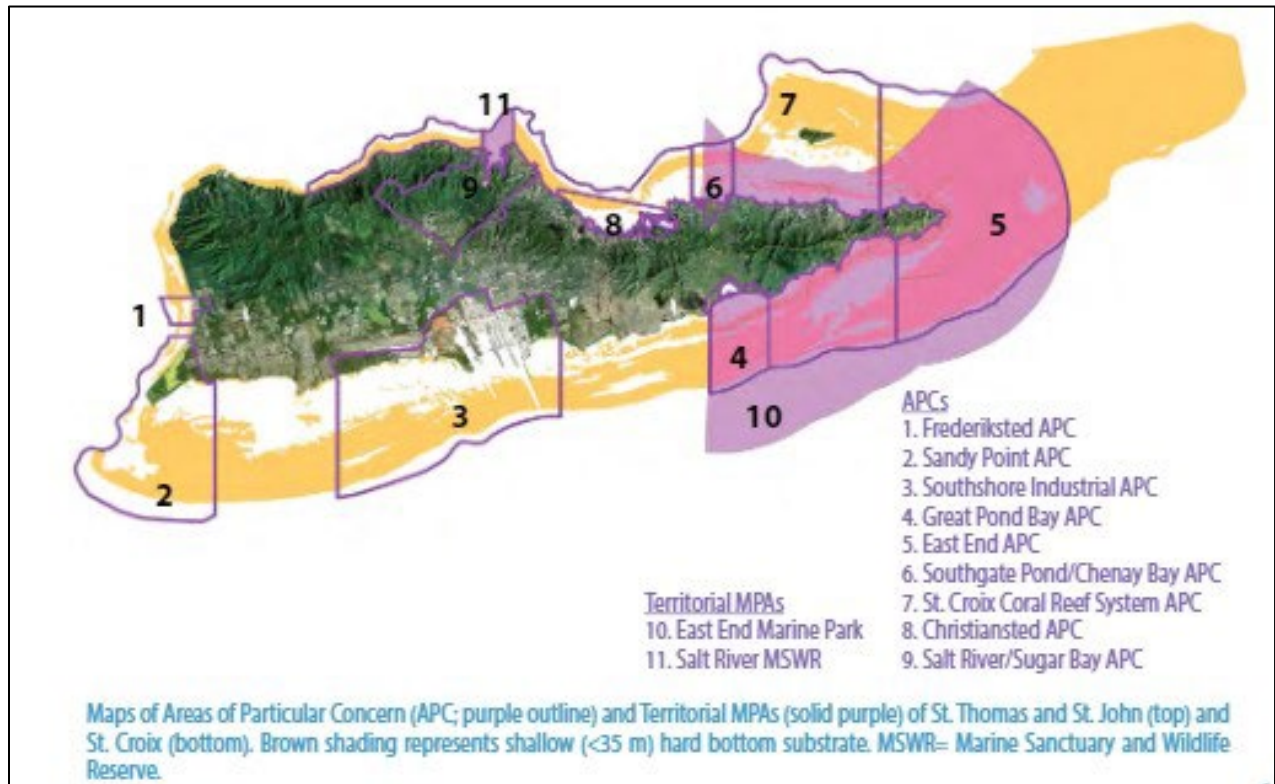 11
7
9
6
8
5
1
4
3
10
2
APCs
1. Frederiksted APC
2. Sandy Point APC
3. Southshore Industrial APC
4. Great Pond Bay APC
5. East End APC
6. Southgate Pond/Chenay Bay APC
7. St. Croix Coral Reef System APC
8. Christiansted APC
9. Salt River/Sugar Bay APC
Territorial MPAs
10. East End Marine Park
11. Salt River MSWR
Maps of Areas of Particular Concern (APC; purple outline) and Territorial MPAs (solid purple) of St. Thomas and St. John (top) and
St. Croix (bottom). Brown shading represents shallow (<35 m) hard bottom substrate. MSWR= Marine Sanctuary and Wildlife
Reserve.